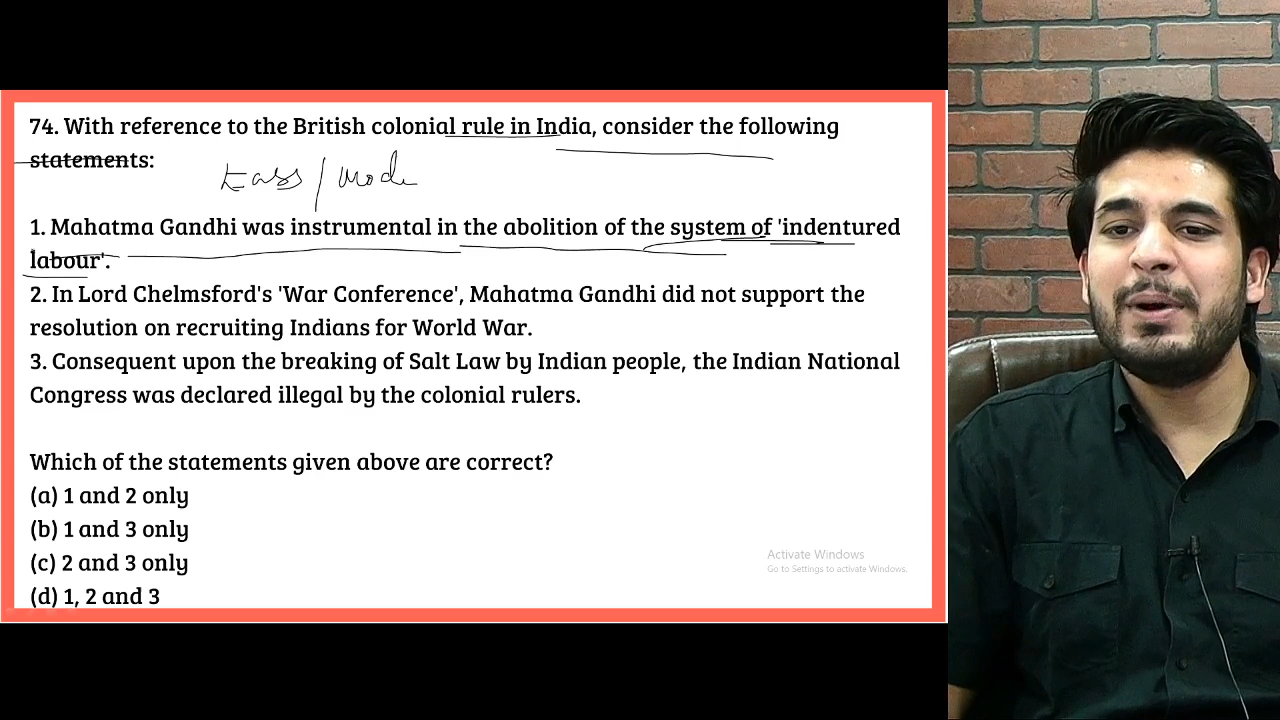 74. With reference to the British colonial rule in India, consider the following
statements:
1. Mahatma Gandhi was instrumental in the abolition of the system of 'indentured
labour'.
2. In Lord Chelmsford's 'War Conference', Mahatma Gandhi did not support the
resolution on recruiting Indians for World War.
3. Consequent upon the breaking of Salt Law by Indian people, the Indian National
Congress was declared illegal by the colonial rulers.
Which of the statements given above are correct?
(a) 1 and 2 only
(b) 1 and 3 only
(c) 2 and 3 only
(d) 1, 2 and 3
Activate Windows
Go to Settings to activate Windows.